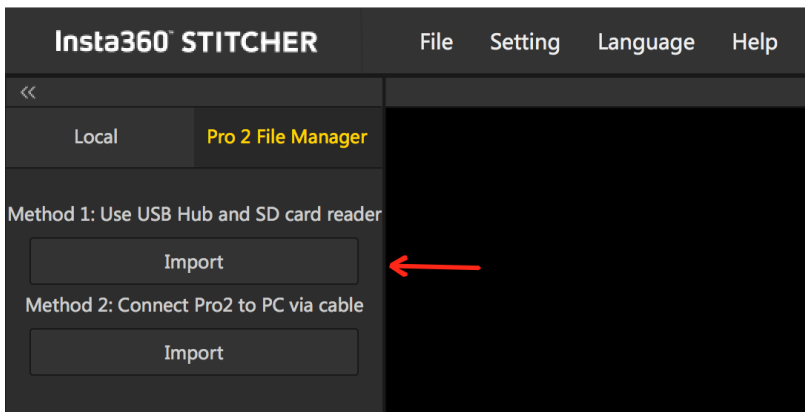 Insta360™ STITCHER File Setting Language Help
«
Local Pro 2 File Manager
Method 1: Use USB Hub and SD card reader
Import
Method 2: Connect Pro2 to PC via cable
Import